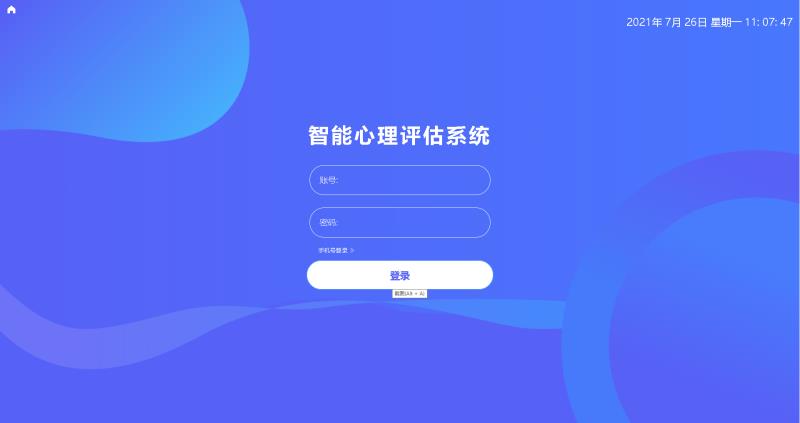 2021年 7月 26日 星期一 11: 07: 47
智能心理评估系统
账号:
密码:
手机号登录 >
登录
截图(Alt + A)